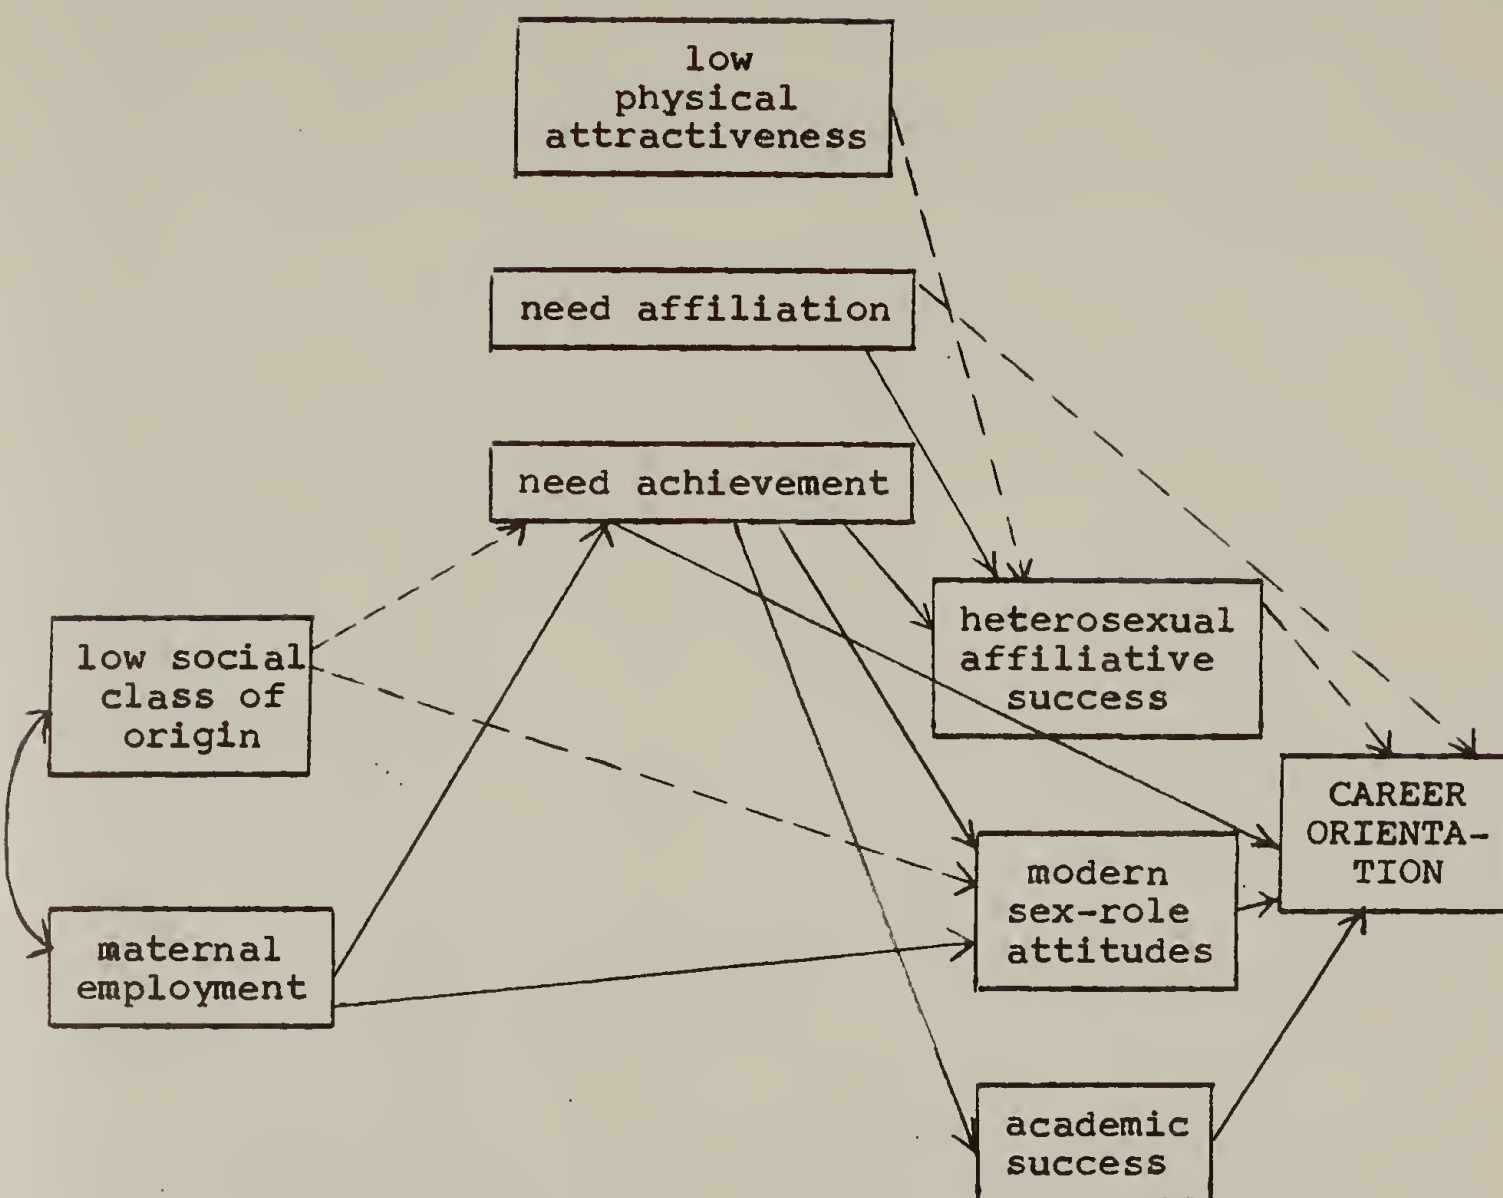 low
physical
attractiveness
need affiliation
need achievement
heterosexual
affiliative
success
low social
class of
origin
CAREER
ORIENTA-
TION
modern
sex-role
attitudes
maternal
employment
academic
success